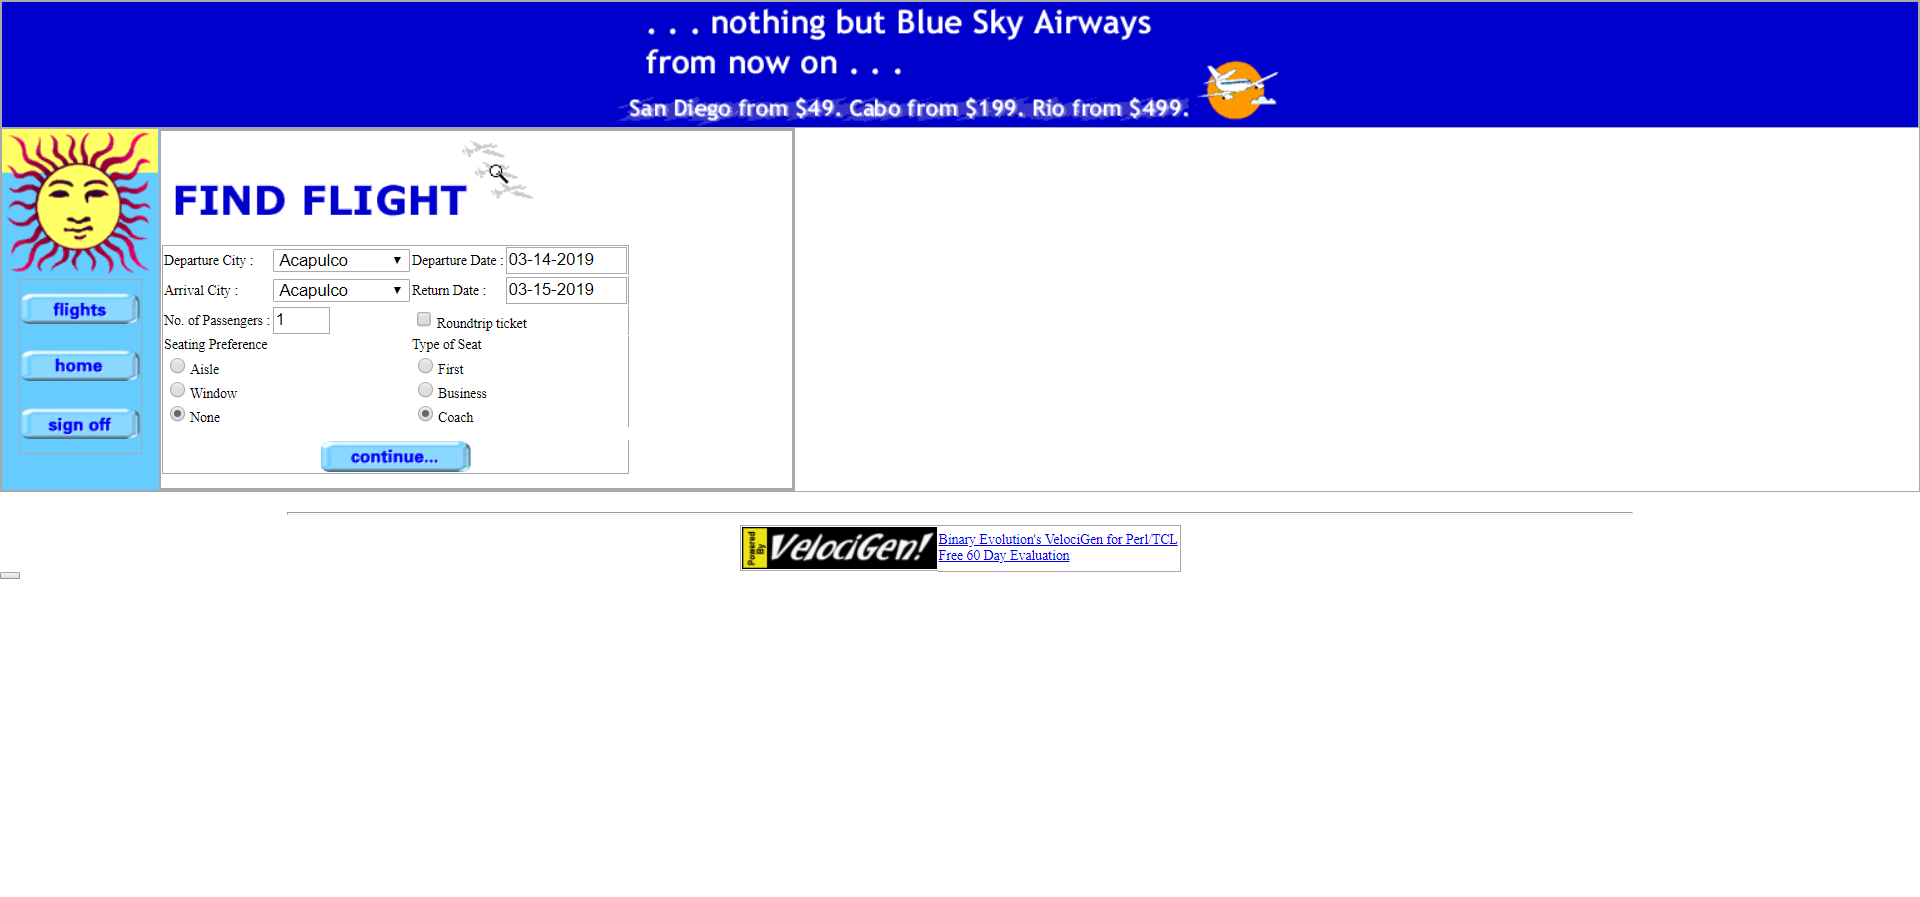 . . . nothing but Blue Sky Airways
from now on . . .
San Diego from $49. Cabo from $199. Rio from $499.
FIND FLIGHT
Departure City : Acapulco Departure Date : 03-14-2019
Arrival City : Acapulco Return Date : 03-15-2019
No. of Passengers : 1 Roundtrip ticket
Seating Preference Type of Seat
Aisle First
Window Business
None Coach
continue...
flights
home
sign off
Powered By VelociGen!
Binary Evolution's VelociGen for Perl/TCL
Free 60 Day Evaluation